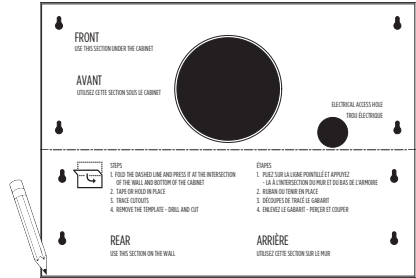 FRONT
USE THIS SECTION UNDER THE CABINET
AVANT
UTILISEZ CETTE SECTION SOUS LE CABINET
ELECTRICAL ACCESS HOLE
TROU ÉLECTRIQUE
STEPS
1. FOLD THE DASHED LINE AND PRESS IT AT THE INTERSECTION
OF THE WALL AND BOTTOM OF THE CABINET
2. TAPE OR HOLD IN PLACE
3. TRACE CUTOUTS
4. REMOVE THE TEMPLATE - DRILL AND CUT
ÉTAPES
1. PLIEZ SUR LA LIGNE POINTILLÉ ET APPUYEZ
- LA À L'INTERSECTION DU MUR ET DU BAS DE L'ARMOIRE
2. RUBAN OU TENIR EN PLACE
3. DÉCOUPES DE TRACÉ LE GABARIT
4. ENLEVEZ LE GABARIT - PERÇER ET COUPER
REAR
USE THIS SECTION ON THE WALL
ARRIÈRE
UTILISEZ CETTE SECTION SUR LE MUR